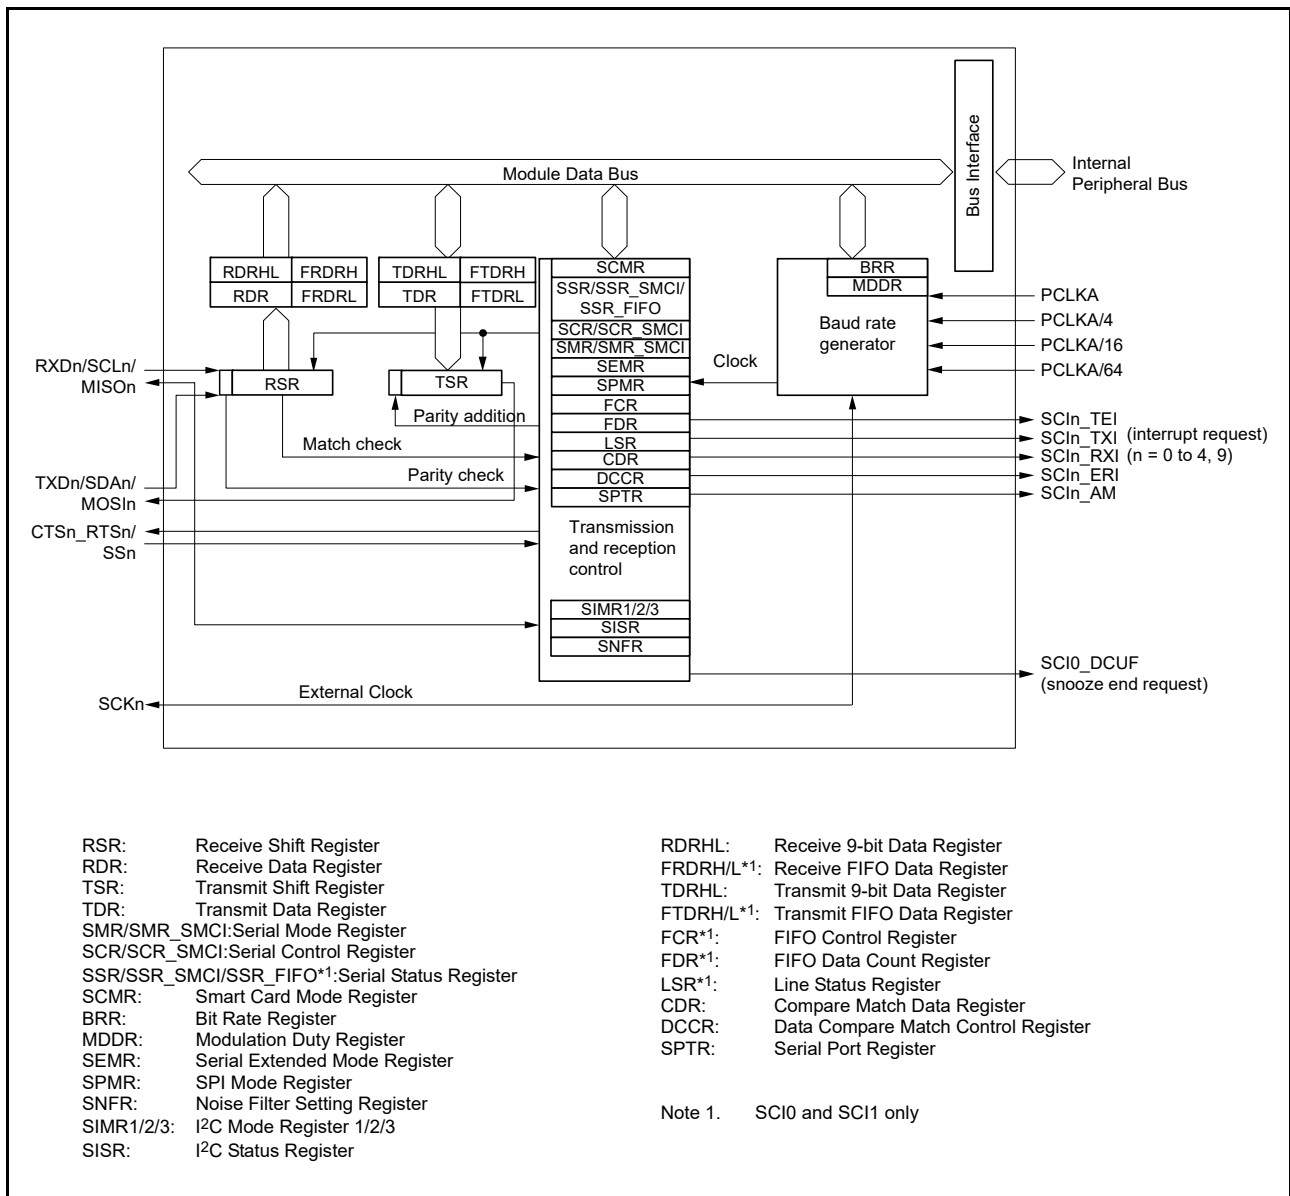 Bus Interface
Internal
Peripheral Bus
Module Data Bus
RDRHL FRDRH
RDR FRDRL
TDRHL FTDRH
TDR FTDRL
SCMR
SSR/SSR_SMCI/
SSR_FIFO
SCR/SCR_SMCI
SMR/SMR_SMCI
SEMR
SPMR
FCR
FDR
LSR
CDR
DCCR
SPTR
Transmission
and reception
control
SIMR1/2/3
SISR
SNFR
BRR
MDDR
Baud rate
generator
PCLKA
PCLKA/4
PCLKA/16
PCLKA/64
Clock
RXDn/SCLn/
MISOn
RSR
TSR
Parity addition
Match check
Parity check
TXDn/SDAn/
MOSIn
CTSn_RTSn/
SSn
SCIn_TEI
SCIn_TXI
SCIn_RXI
SCIn_ERI
SCIn_AM
(interrupt request)
(n = 0 to 4, 9)
SCI0_DCUF
(snooze end request)
External Clock
SCKn
RSR: Receive Shift Register
RDR: Receive Data Register
TSR: Transmit Shift Register
TDR: Transmit Data Register
SMR/SMR_SMCI:Serial Mode Register
SCR/SCR_SMCI:Serial Control Register
SSR/SSR_SMCI/SSR_FIFO*1:Serial Status Register
SCMR: Smart Card Mode Register
BRR: Bit Rate Register
MDDR: Modulation Duty Register
SEMR: Serial Extended Mode Register
SPMR: SPI Mode Register
SNFR: Noise Filter Setting Register
SIMR1/2/3: I2C Mode Register 1/2/3
SISR: I2C Status Register
RDRHL: Receive 9-bit Data Register
FRDRH/L*1: Receive FIFO Data Register
TDRHL: Transmit 9-bit Data Register
FTDRH/L*1: Transmit FIFO Data Register
FCR*1: FIFO Control Register
FDR*1: FIFO Data Count Register
LSR*1: Line Status Register
CDR: Compare Match Data Register
DCCR: Data Compare Match Control Register
SPTR: Serial Port Register
Note 1. SCI0 and SCI1 only